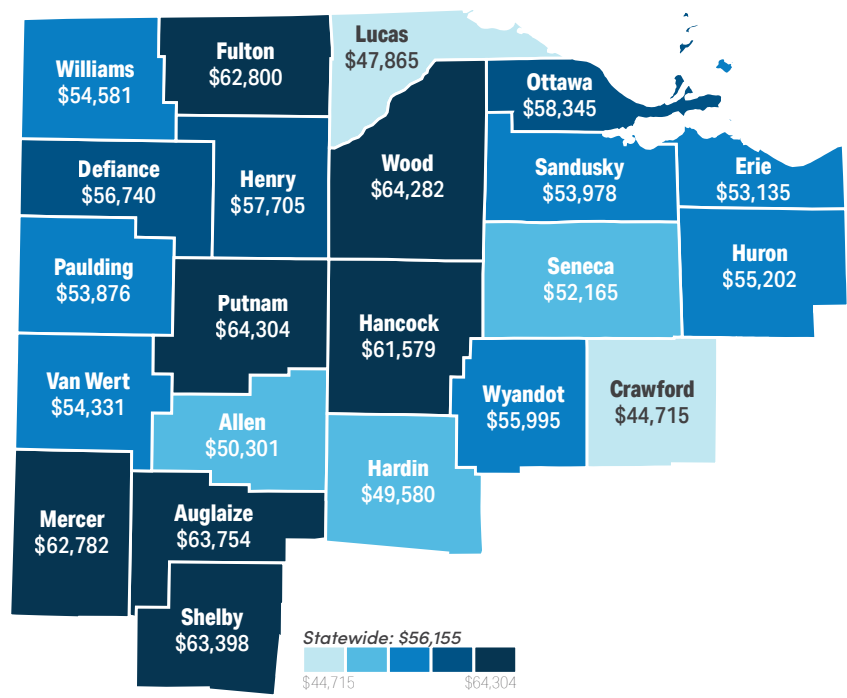 Lucas
$47,865
Fulton
$62,800
Williams
$54,581
Ottawa
$58,345
Wood
$64,282
Defiance
$56,740
Henry
$57,705
Sandusky
$53,978
Erie
$53,135
Paulding
$53,876
Putnam
$64,304
Hancock
$61,579
Seneca
$52,165
Huron
$55,202
Van Wert
$54,331
Allen
$50,301
Wyandot
$55,995
Crawford
$44,715
Hardin
$49,580
Mercer
$62,782
Auglaize
$63,754
Shelby
$63,398
Statewide: $56,155
$44,715 $64,304